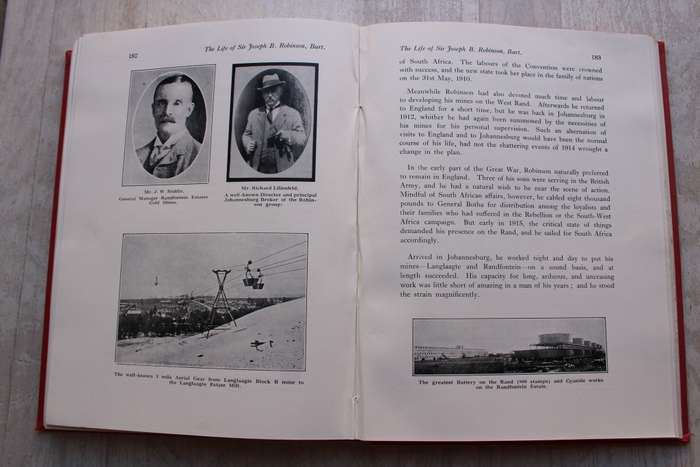 182
The Life of Sir Joseph B. Robinson, Bart.
Mr. J. W. Stublin.
General Manager Randfontein Estates
Gold Mines.
Mr. Richard Lilienfeld.
A well-known Director and principal
Johannesburg Broker of the Robin-
son group.
The well-known 3 mile Aerial Gear from Langlaagte Block B mine to
the Langlaagte Estate Mill.
The Life of Sir Joseph B. Robinson, Bart.
183
of South Africa. The labours of the Convention were crowned
with success, and the new state took her place in the family of nations
on the 31st May, 1910.
Meanwhile Robinson had also devoted much time and labour
to developing his mines on the West Rand. Afterwards he returned
to England for a short time, but he was back in Johannesburg in
1912, whither he had again been summoned by the necessities of
his mines for his personal supervision. Such an alternation of
visits to England and to Johannesburg would have been the normal
course of his life, had not the shattering events of 1914 wrought a
change in the plan.
In the early part of the Great War, Robinson naturally preferred
to remain in England. Three of his sons were serving in the British
Army, and he had a natural wish to be near the scene of action.
Mindful of South African affairs, however, he cabled eight thousand
pounds to General Botha for distribution among the loyalists and
their families who had suffered in the Rebellion or the South-West
Africa campaign. But early in 1915, the critical state of things
demanded his presence on the Rand, and he sailed for South Africa
accordingly.
Arrived in Johannesburg, he worked night and day to put his
mines—Langlaagte and Randfontein—on a sound basis, and at
length succeeded. His capacity for long, arduous, and unceasing
work was little short of amazing in a man of his years ; and he stood
the strain magnificently.
The greatest Battery on the Rand (600 stamps) and Cyanide works
on the Randfontein Estate.